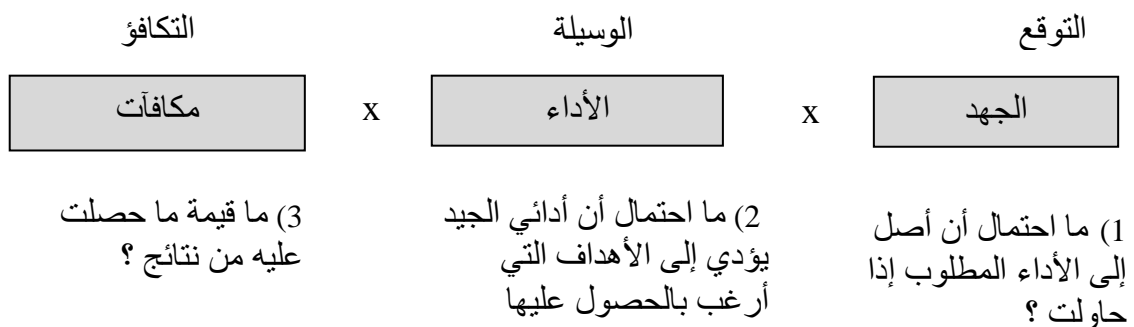 التوقع
الوسيلة
التكافؤ
الجهد
x
الأداء
x
مكافآت
1) ما احتمال أن أصل
إلى الأداء المطلوب إذا
حاولت ؟
2) ما احتمال أن أدائي الجيد
يؤدي إلى الأهداف التي
أرغب بالحصول عليها
3) ما قيمة ما حصلت
عليه من نتائج ؟